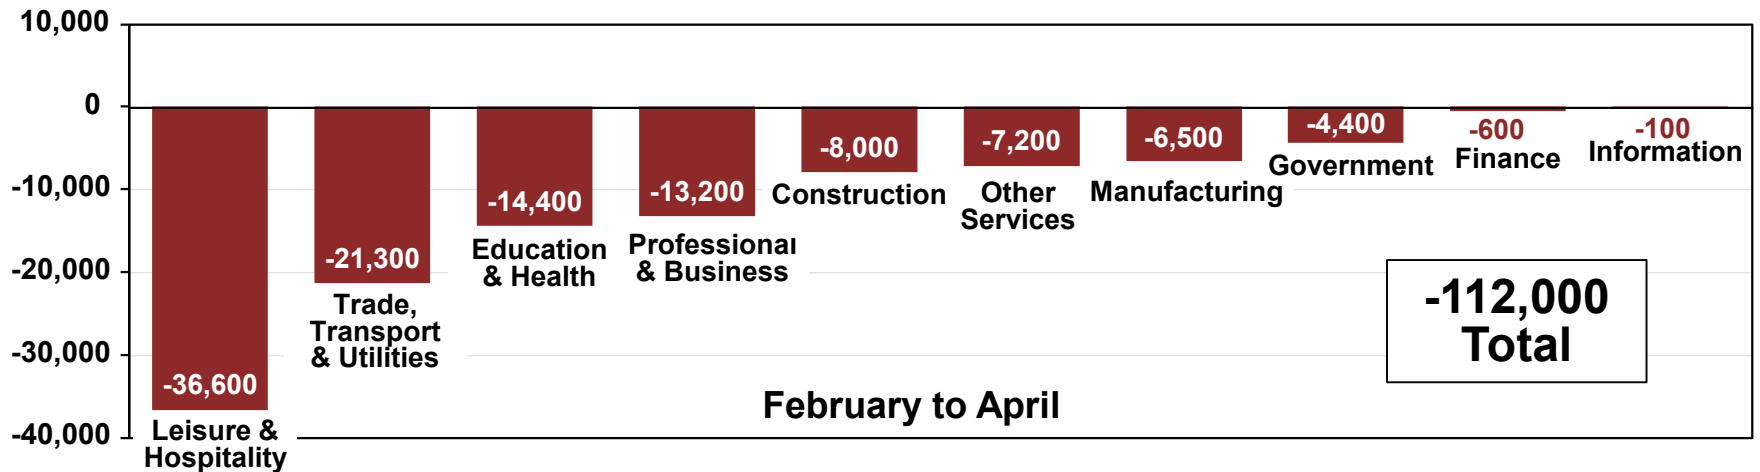 10,000
0
-10,000
-20,000
-30,000
-40,000
-36,600
Leisure &
Hospitality
-21,300
Trade,
Transport
& Utilities
-14,400
Education
& Health
-13,200
Professional
& Business
-8,000
Construction
-7,200
Other
Services
-6,500
Manufacturing
-4,400
Government
-600
Finance
-100
Information
-112,000
Total
February to April